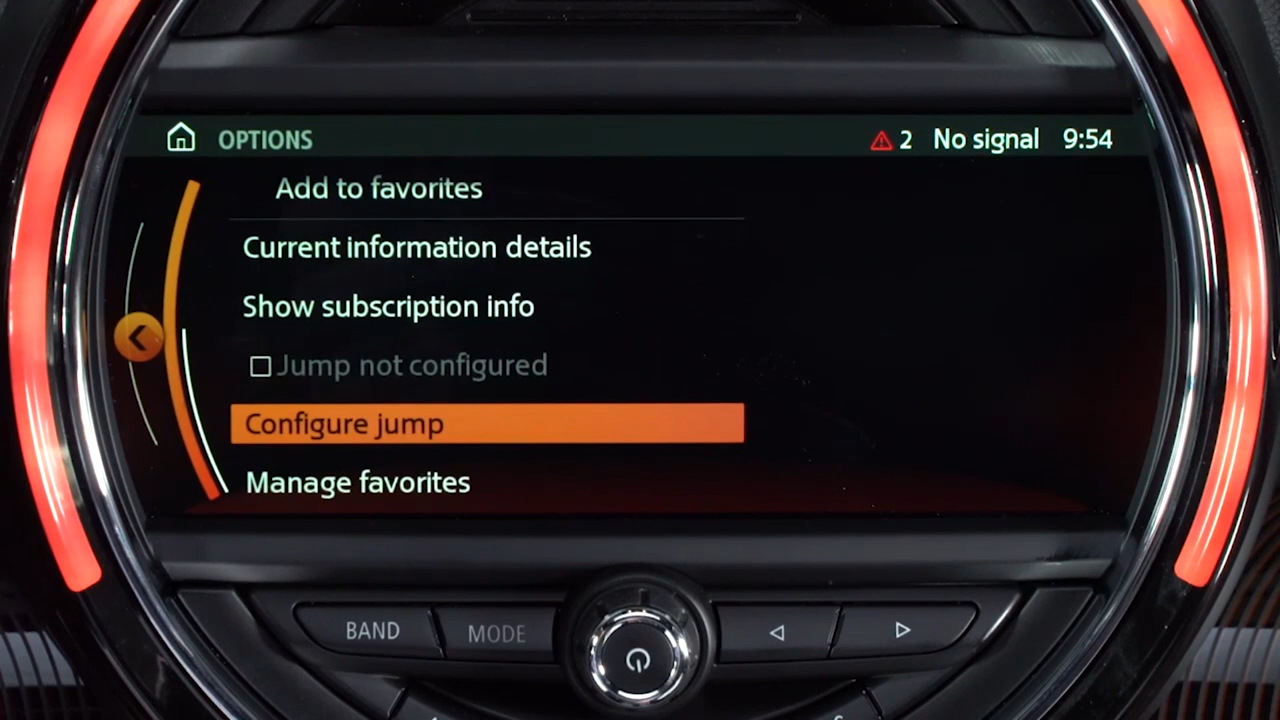 OPTIONS 2 No signal 9:54
Add to favorites
Current information details
Show subscription info
Jump not configured
Configure jump
Manage favorites
BAND MODE